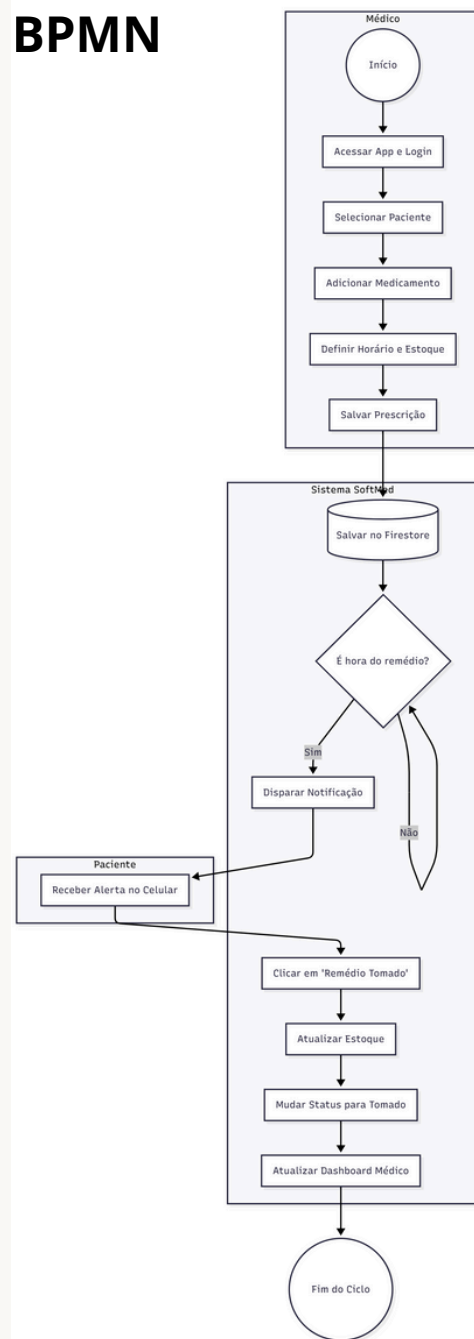 BPMN
Médico
Início
Acessar App e Login
Selecionar Paciente
Adicionar Medicamento
Definir Horário e Estoque
Salvar Prescrição
Sistema SoftMed
Salvar no Firestore
É hora do remédio?
Sim
Disparar Notificação
Não
Paciente
Receber Alerta no Celular
Clicar em 'Remédio Tomado'
Atualizar Estoque
Mudar Status para Tomado
Atualizar Dashboard Médico
Fim do Ciclo